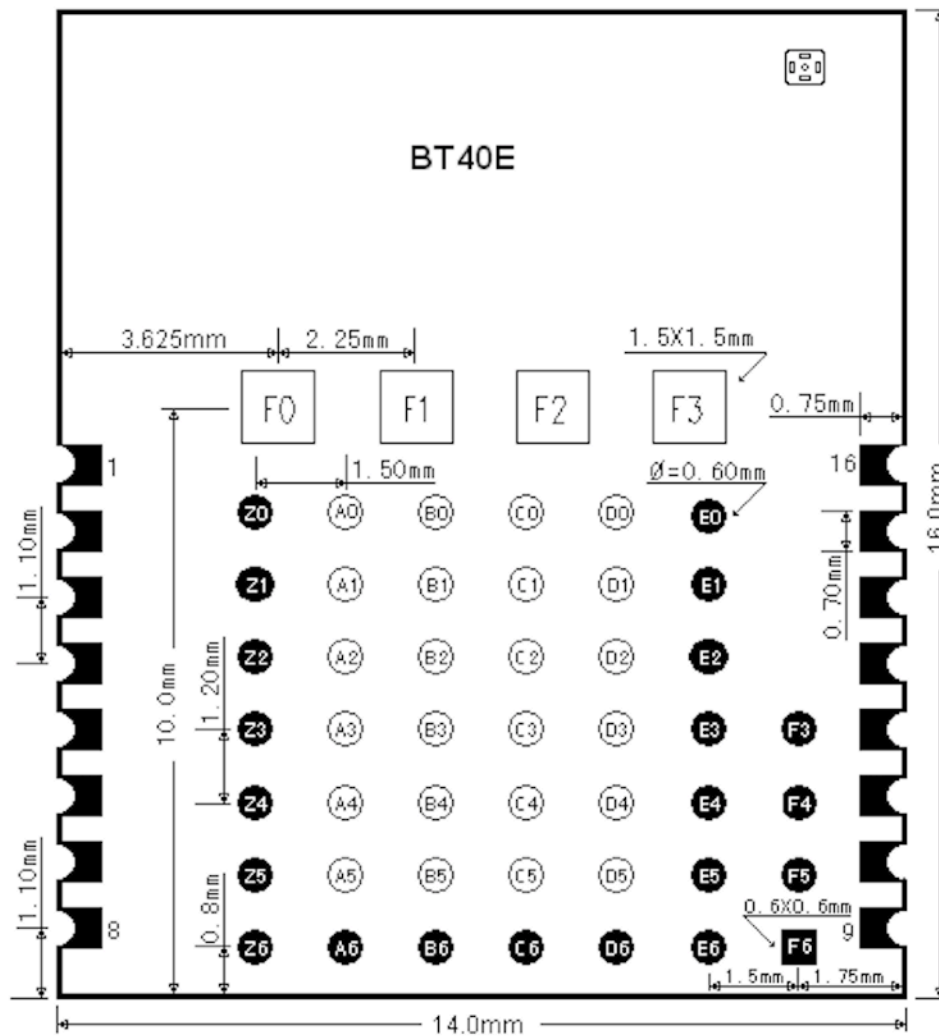 BT40E
3.625mm
2.25mm
1.5X1.5mm
F0 F1 F2 F3
0.75mm
1 16
1.50mm
Ø=0.60mm
Z0 A0 B0 C0 D0 E0
16.0mm
1.10mm
Z1 A1 B1 C1 D1 E1
0.70mm
Z2 A2 B2 C2 D2 E2
10.0mm
1.20mm
Z3 A3 B3 C3 D3 E3 F3
Z4 A4 B4 C4 D4 E4 F4
1.10mm
Z5 A5 B5 C5 D5 E5 F5
0.8mm
0.6X0.6mm
8 9
Z6 A6 B6 C6 D6 E6 F6
1.5mm 1.75mm
14.0mm